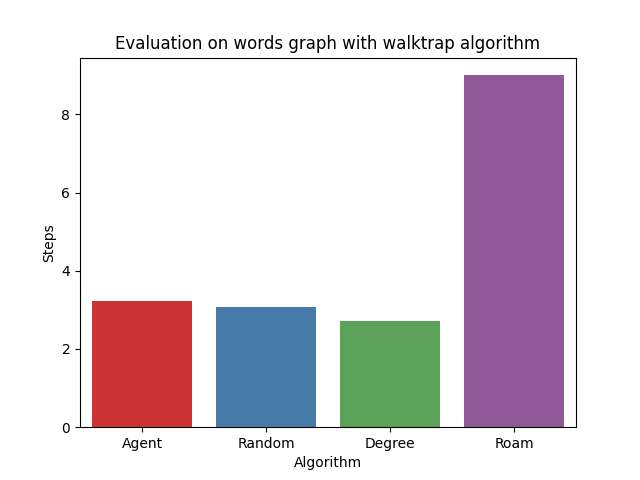 Evaluation on words graph with walktrap algorithm
8
6
4
2
0
Steps
Agent Random Degree Roam
Algorithm